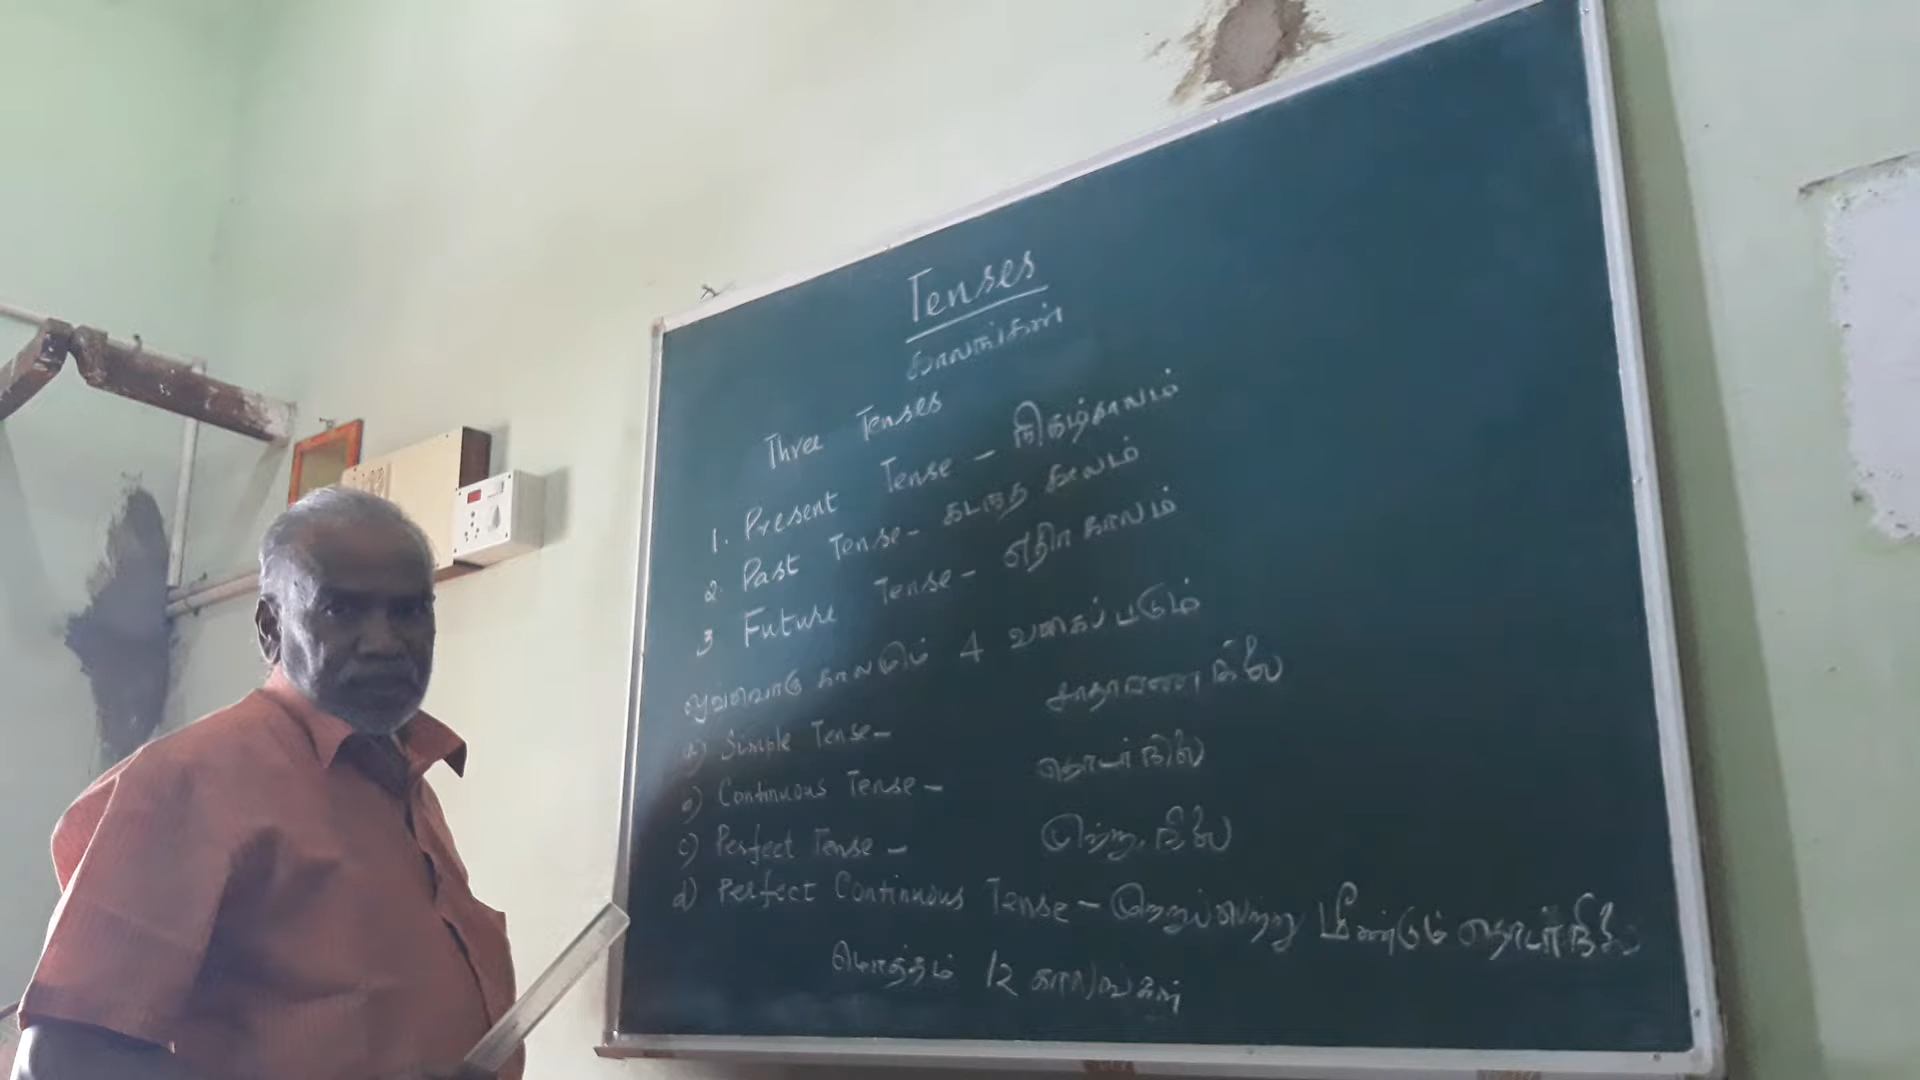 Tenses
காலங்கள்
Three Tenses
1. Present Tense - நிகழ்காலம்
2. Past Tense - கடந்த காலம்
3 Future Tense - எதிர காலம்
ஒவ்வொரு காலமும் 4 வகைப்படும்
a) Simple Tense - சாதாரண நிலை
b) Continuous Tense - தொடர்நிலை
c) Perfect Tense - முற்று நிலை
d) Perfect Continuous Tense - முற்றுப்பெற்று மீண்டும் தொடர்நிலை
மொத்தம் 12 காலங்கள்